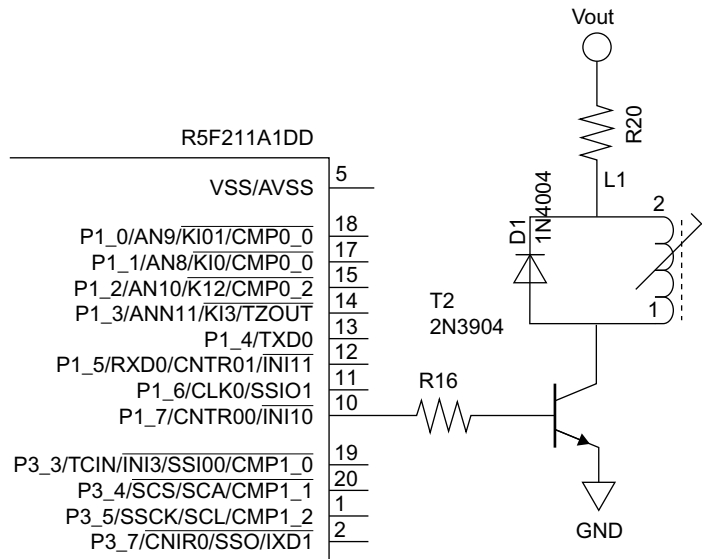 Vout
R20
R5F211A1DD
L1
VSS/AVSS 5
D1
1N4004
2
P1_0/AN9/KI01/CMP0_0 18
P1_1/AN8/KI0/CMP0_0 17
P1_2/AN10/K12/CMP0_2 15
P1_3/ANN11/KI3/TZOUT 14
P1_4/TXD0 13
P1_5/RXD0/CNTR01/INI11 12
P1_6/CLK0/SSIO1 11
P1_7/CNTR00/INI10 10
1
T2
2N3904
R16
P3_3/TCIN/INI3/SSI00/CMP1_0 19
P3_4/SCS/SCA/CMP1_1 20
P3_5/SSCK/SCL/CMP1_2 1
P3_7/CNIR0/SSO/IXD1 2
GND